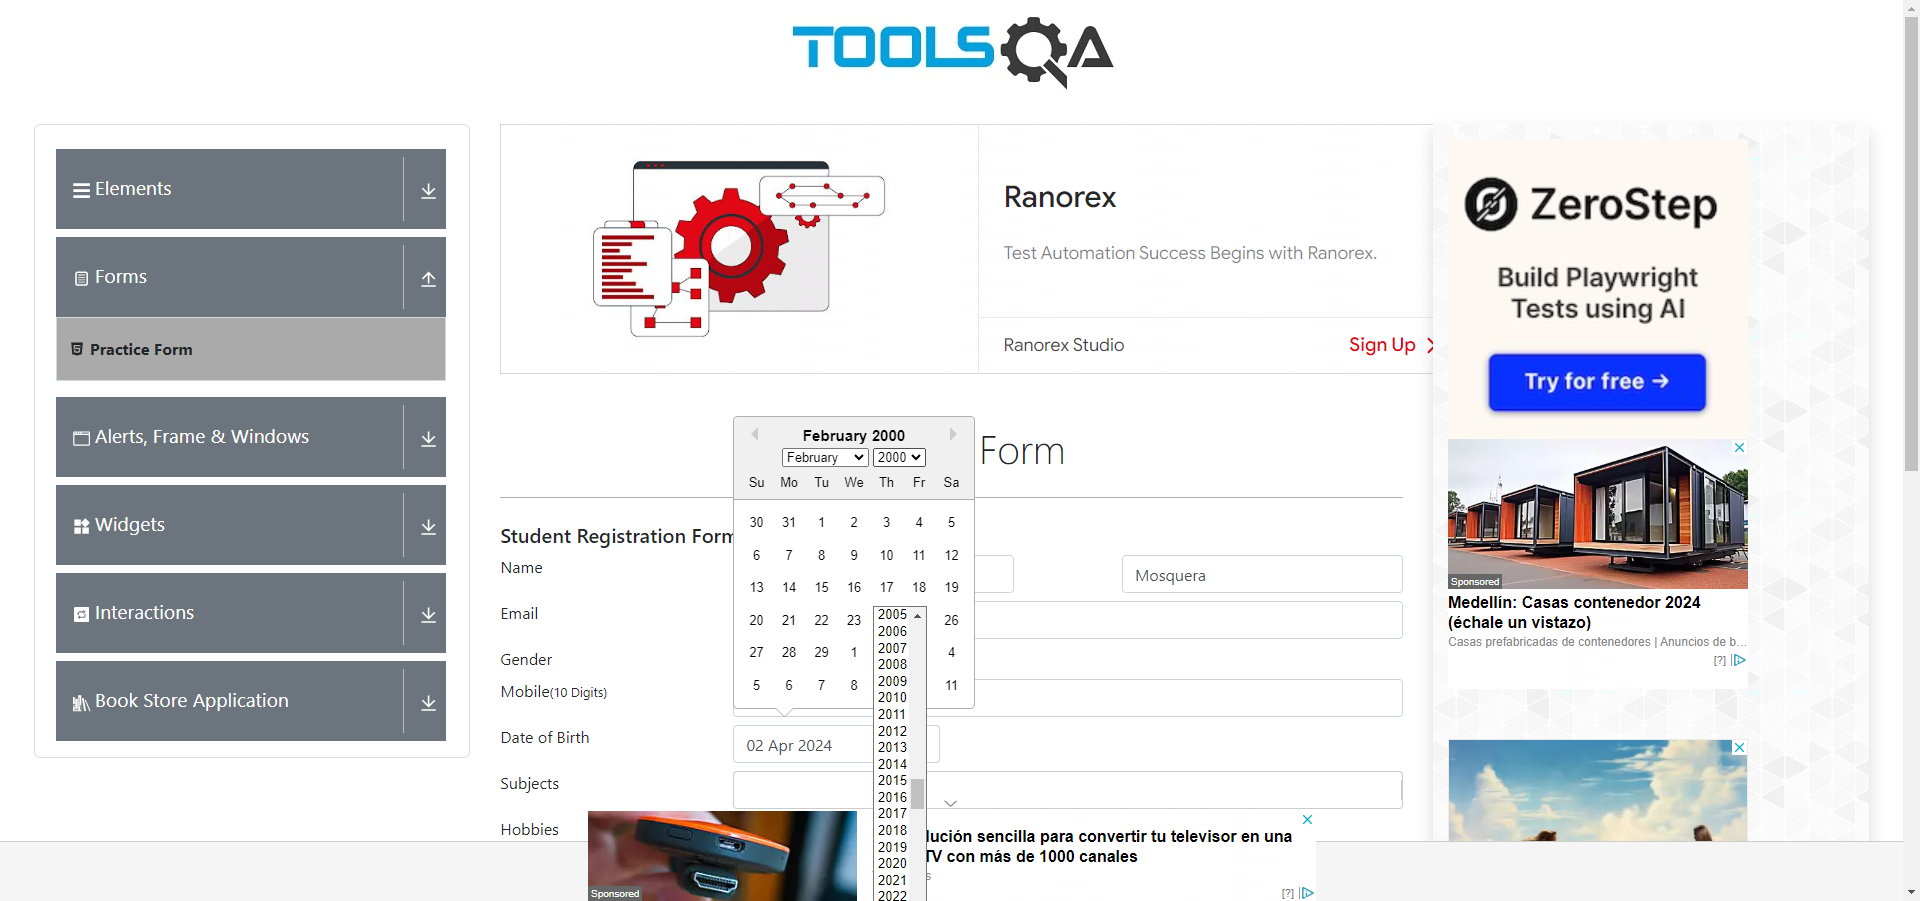 TOOLSQA
Elements
Forms
Practice Form
Alerts, Frame & Windows
Widgets
Interactions
Book Store Application
Ranorex
Test Automation Success Begins with Ranorex.
Ranorex Studio
Sign Up
Form
February 2000
February 2000
Su Mo Tu We Th Fr Sa
30 31 1 2 3 4 5
6 7 8 9 10 11 12
13 14 15 16 17 18 19
20 21 22 23 26
27 28 29 1 4
5 6 7 8 11
2005
2006
2007
2008
2009
2010
2011
2012
2013
2014
2015
2016
2017
2018
2019
2020
2021
2022
Student Registration Form
Name
Mosquera
Email
Gender
Mobile(10 Digits)
Date of Birth
02 Apr 2024
Subjects
Hobbies
Sponsored
lución sencilla para convertir tu televisor en una
TV con más de 1000 canales
s
[?]
ZeroStep
Build Playwright
Tests using AI
Try for free →
Sponsored
Medellín: Casas contenedor 2024
(échale un vistazo)
Casas prefabricadas de contenedores | Anuncios de b...
[?]